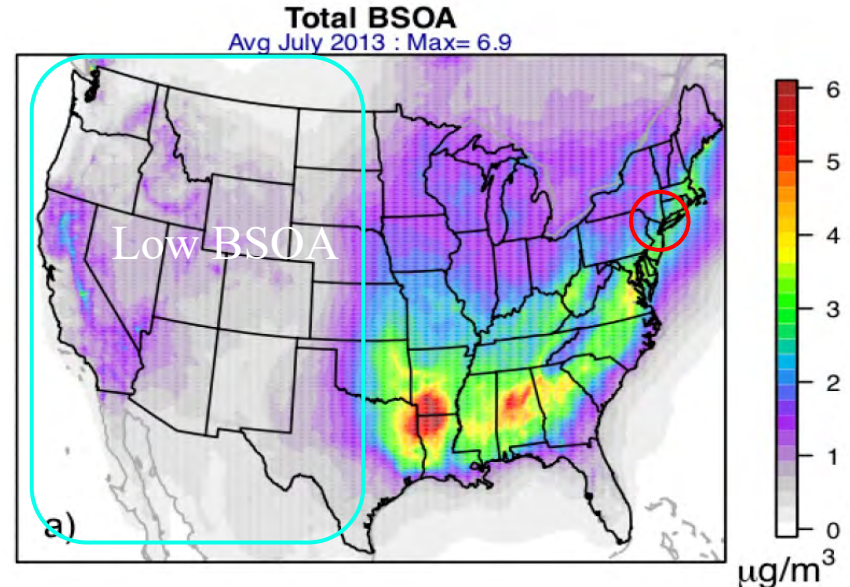 Total BSOA
Avg July 2013 : Max= 6.9
Low BSOA
a)
6
5
4
3
2
1
0
μg/m³